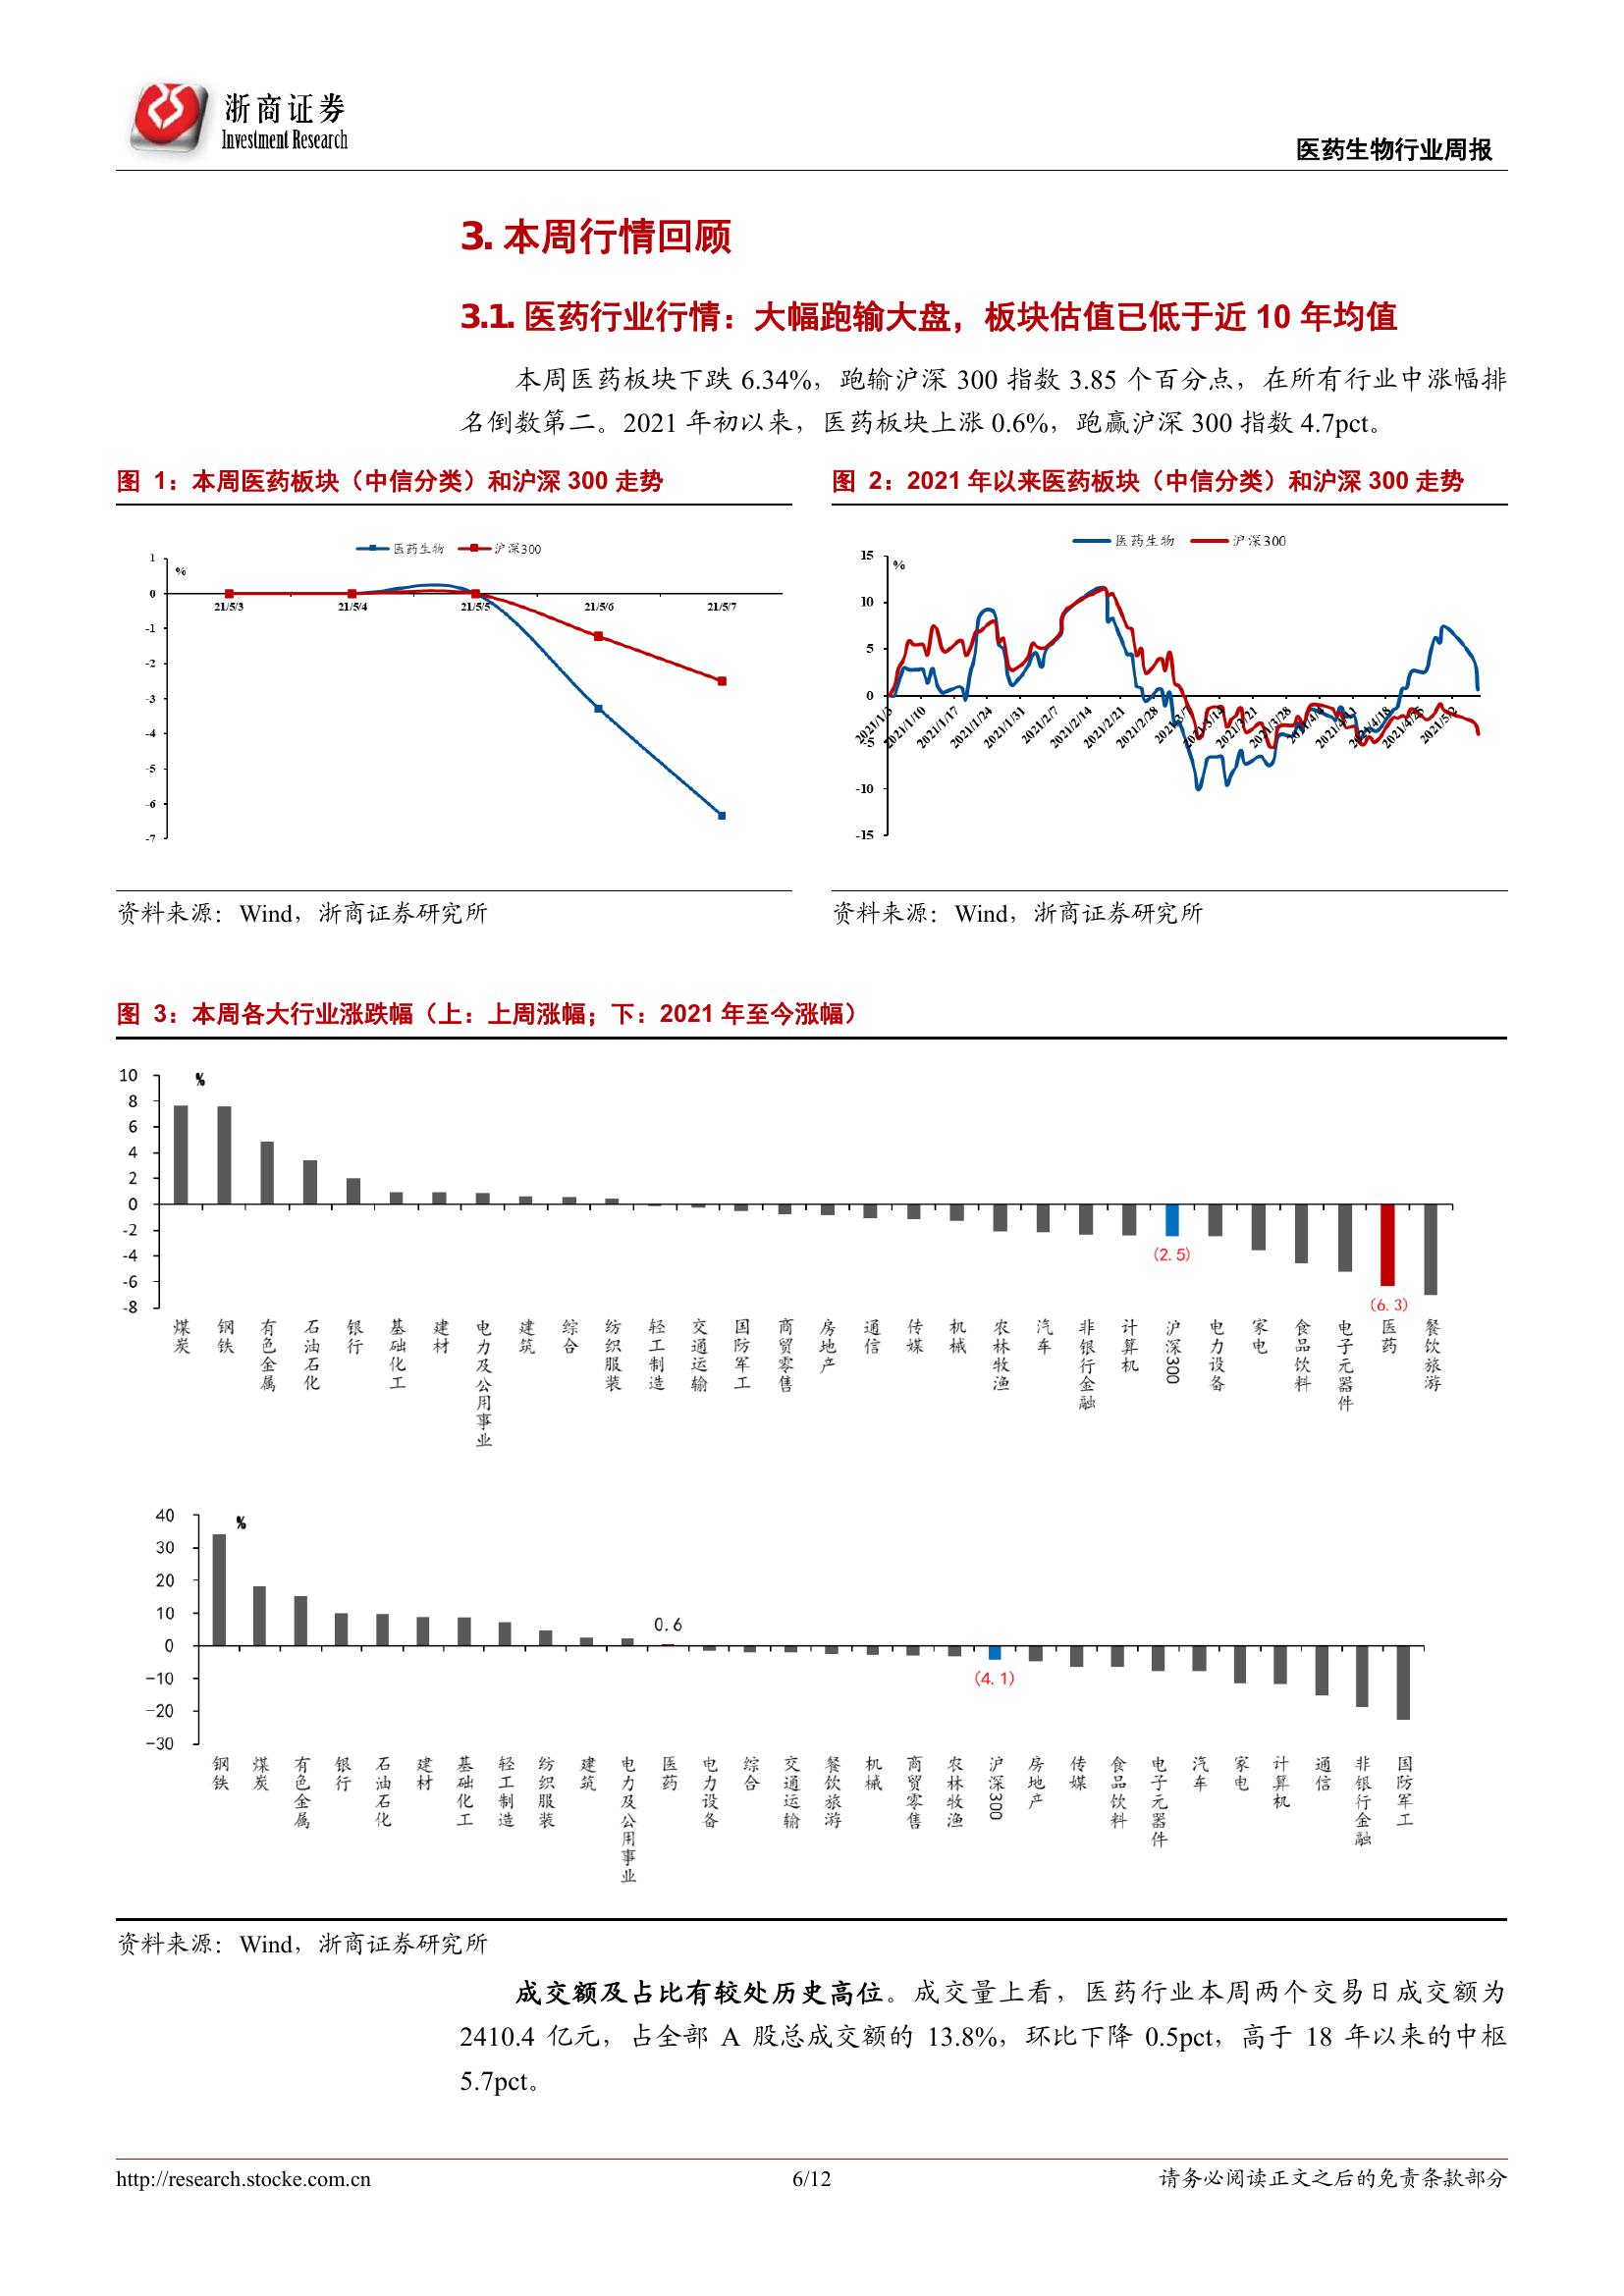 浙商证券
Investment Research
医药生物行业周报
3. 本周行情回顾
3.1. 医药行业行情：大幅跑输大盘，板块估值已低于近 10 年均值
本周医药板块下跌 6.34%，跑输沪深 300 指数 3.85 个百分点，在所有行业中涨幅排
名倒数第二。2021 年初以来，医药板块上涨 0.6%，跑赢沪深 300 指数 4.7pct。
图 1：本周医药板块（中信分类）和沪深 300 走势
医药生物 沪深300
%
1
0
-1
-2
-3
-4
-5
-6
-7
21/5/3 21/5/4 21/5/5 21/5/6 21/5/7
资料来源：Wind，浙商证券研究所
图 2：2021 年以来医药板块（中信分类）和沪深 300 走势
医药生物 沪深300
%
15
10
5
0
-5
-10
-15
2021/1/3 2021/1/10 2021/1/17 2021/1/24 2021/1/31 2021/2/7 2021/2/14 2021/2/21 2021/2/28 2021/3/7 2021/3/14 2021/3/21 2021/3/28 2021/4/4 2021/4/11 2021/4/18 2021/4/25 2021/5/2
资料来源：Wind，浙商证券研究所
图 3：本周各大行业涨跌幅（上：上周涨幅；下：2021 年至今涨幅）
%
10
8
6
4
2
0
-2
-4
-6
-8
(2.5)
(6.3)
煤炭 钢铁 有色金属 石油石化 银行 基础化工 建材 电力及公用事业 建筑 综合 纺织服装 轻工制造 交通运输 国防军工 商贸零售 房地产 通信 传媒 机械 农林牧渔 汽车 非银行金融 计算机 沪深300 电力设备 家电 食品饮料 电子元器件 医药 餐饮旅游
%
40
30
20
10
0
-10
-20
-30
0.6
(4.1)
钢铁 煤炭 有色金属 银行 石油石化 建材 基础化工 轻工制造 纺织服装 建筑 电力及公用事业 医药 电力设备 综合 交通运输 餐饮旅游 机械 商贸零售 农林牧渔 沪深300 房地产 传媒 食品饮料 电子元器件 汽车 家电 计算机 通信 非银行金融 国防军工
资料来源：Wind，浙商证券研究所
成交额及占比有较处历史高位。成交量上看，医药行业本周两个交易日成交额为
2410.4 亿元，占全部 A 股总成交额的 13.8%，环比下降 0.5pct，高于 18 年以来的中枢
5.7pct。
http://research.stocke.com.cn
6/12
请务必阅读正文之后的免责条款部分